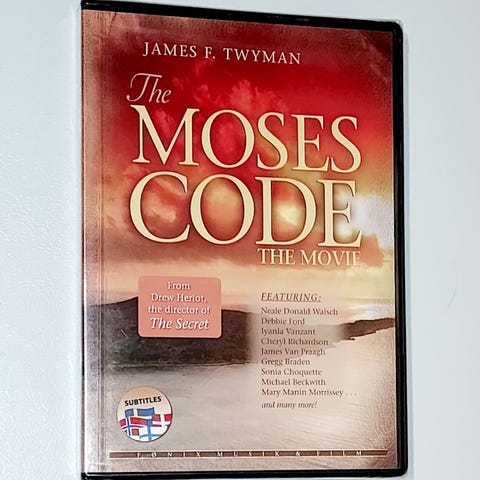 JAMES F. TWYMAN
The
MOSES
CODE
THE MOVIE
From
Drew Heriot,
the director of
The Secret
FEATURING:
Neale Donald Walsch
Debbie Ford
Iyanla Vanzant
Cheryl Richardson
James Van Praagh
Gregg Braden
Sonia Choquette
Michael Beckwith
Mary Manin Morrissey . . .
and many more!
SUBTITLES
FØNIX MUSIK & FILM